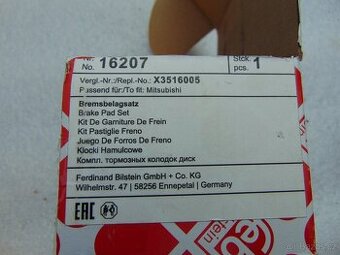 Nr.
No. 16207
Stck.
pcs. 1
Vergl.-Nr.:/Repl.-No.: X3516005
Passend für:/To fit: Mitsubishi
Bremsbelagsatz
Brake Pad Set
Kit De Garniture De Frein
Kit Pastiglie Freno
Juego De Forros De Freno
Klocki Hamulcowe
Компл. тормозных колодок диск
Ferdinand Bilstein GmbH + Co. KG
Wilhelmstr. 47 | 58256 Ennepetal | Germany
EAC